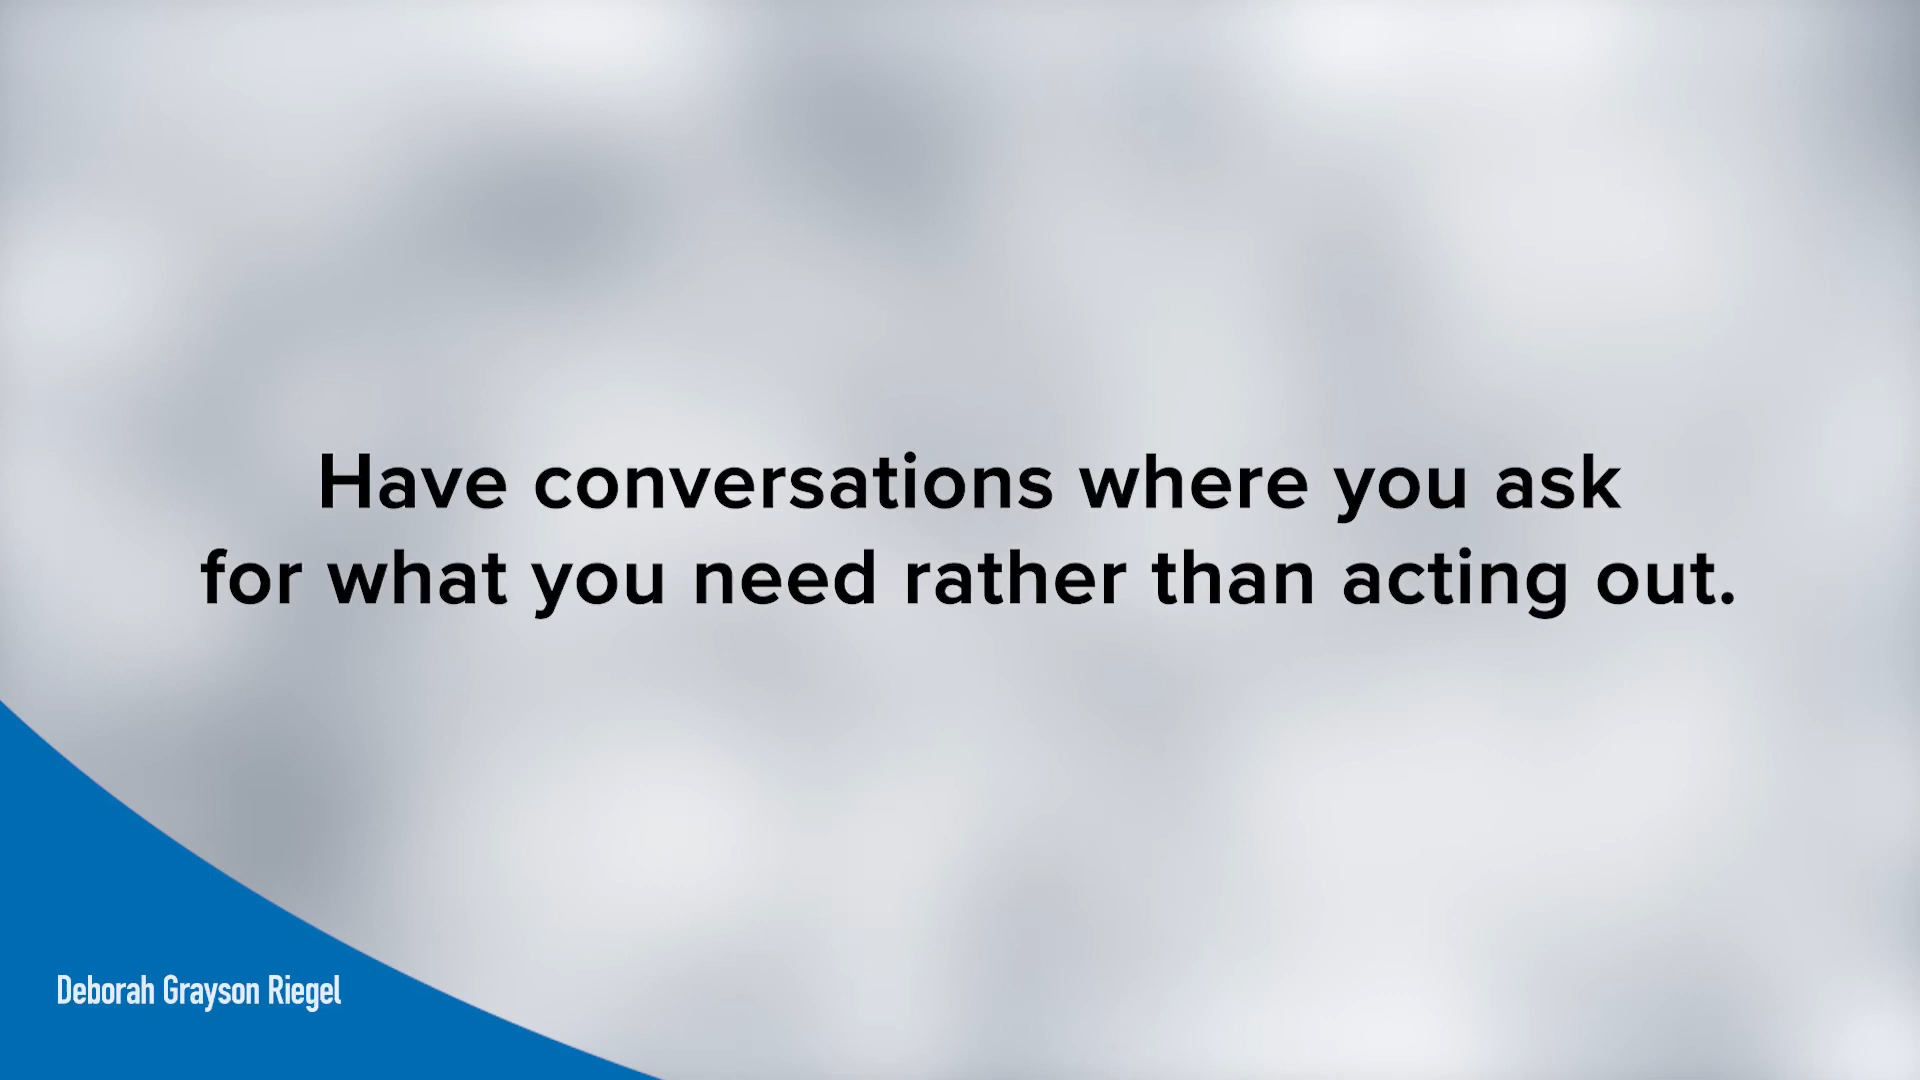 Have conversations where you ask
for what you need rather than acting out.
Deborah Grayson Riegel